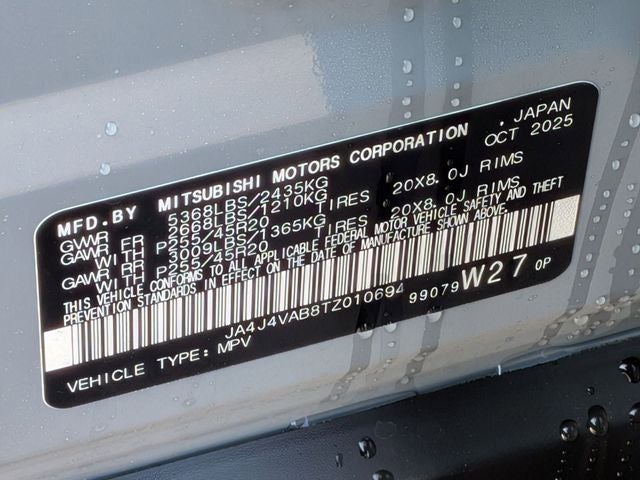 MFD.BY MITSUBISHI MOTORS CORPORATION . JAPAN
OCT 2025
GVWR 5368LBS/2435KG
GAWR FR 2668LBS/1210KG
WITH P255/45R20 TIRES 20X8.0J RIMS
GAWR RR 3009LBS/1365KG
WITH P255/45R20 TIRES 20X8.0J RIMS
THIS VEHICLE CONFORMS TO ALL APPLICABLE FEDERAL MOTOR VEHICLE SAFETY AND THEFT
PREVENTION STANDARDS IN EFFECT ON THE DATE OF MANUFACTURE SHOWN ABOVE.
JA4J4VAB8TZ010694 99079 W27 0P
VEHICLE TYPE: MPV